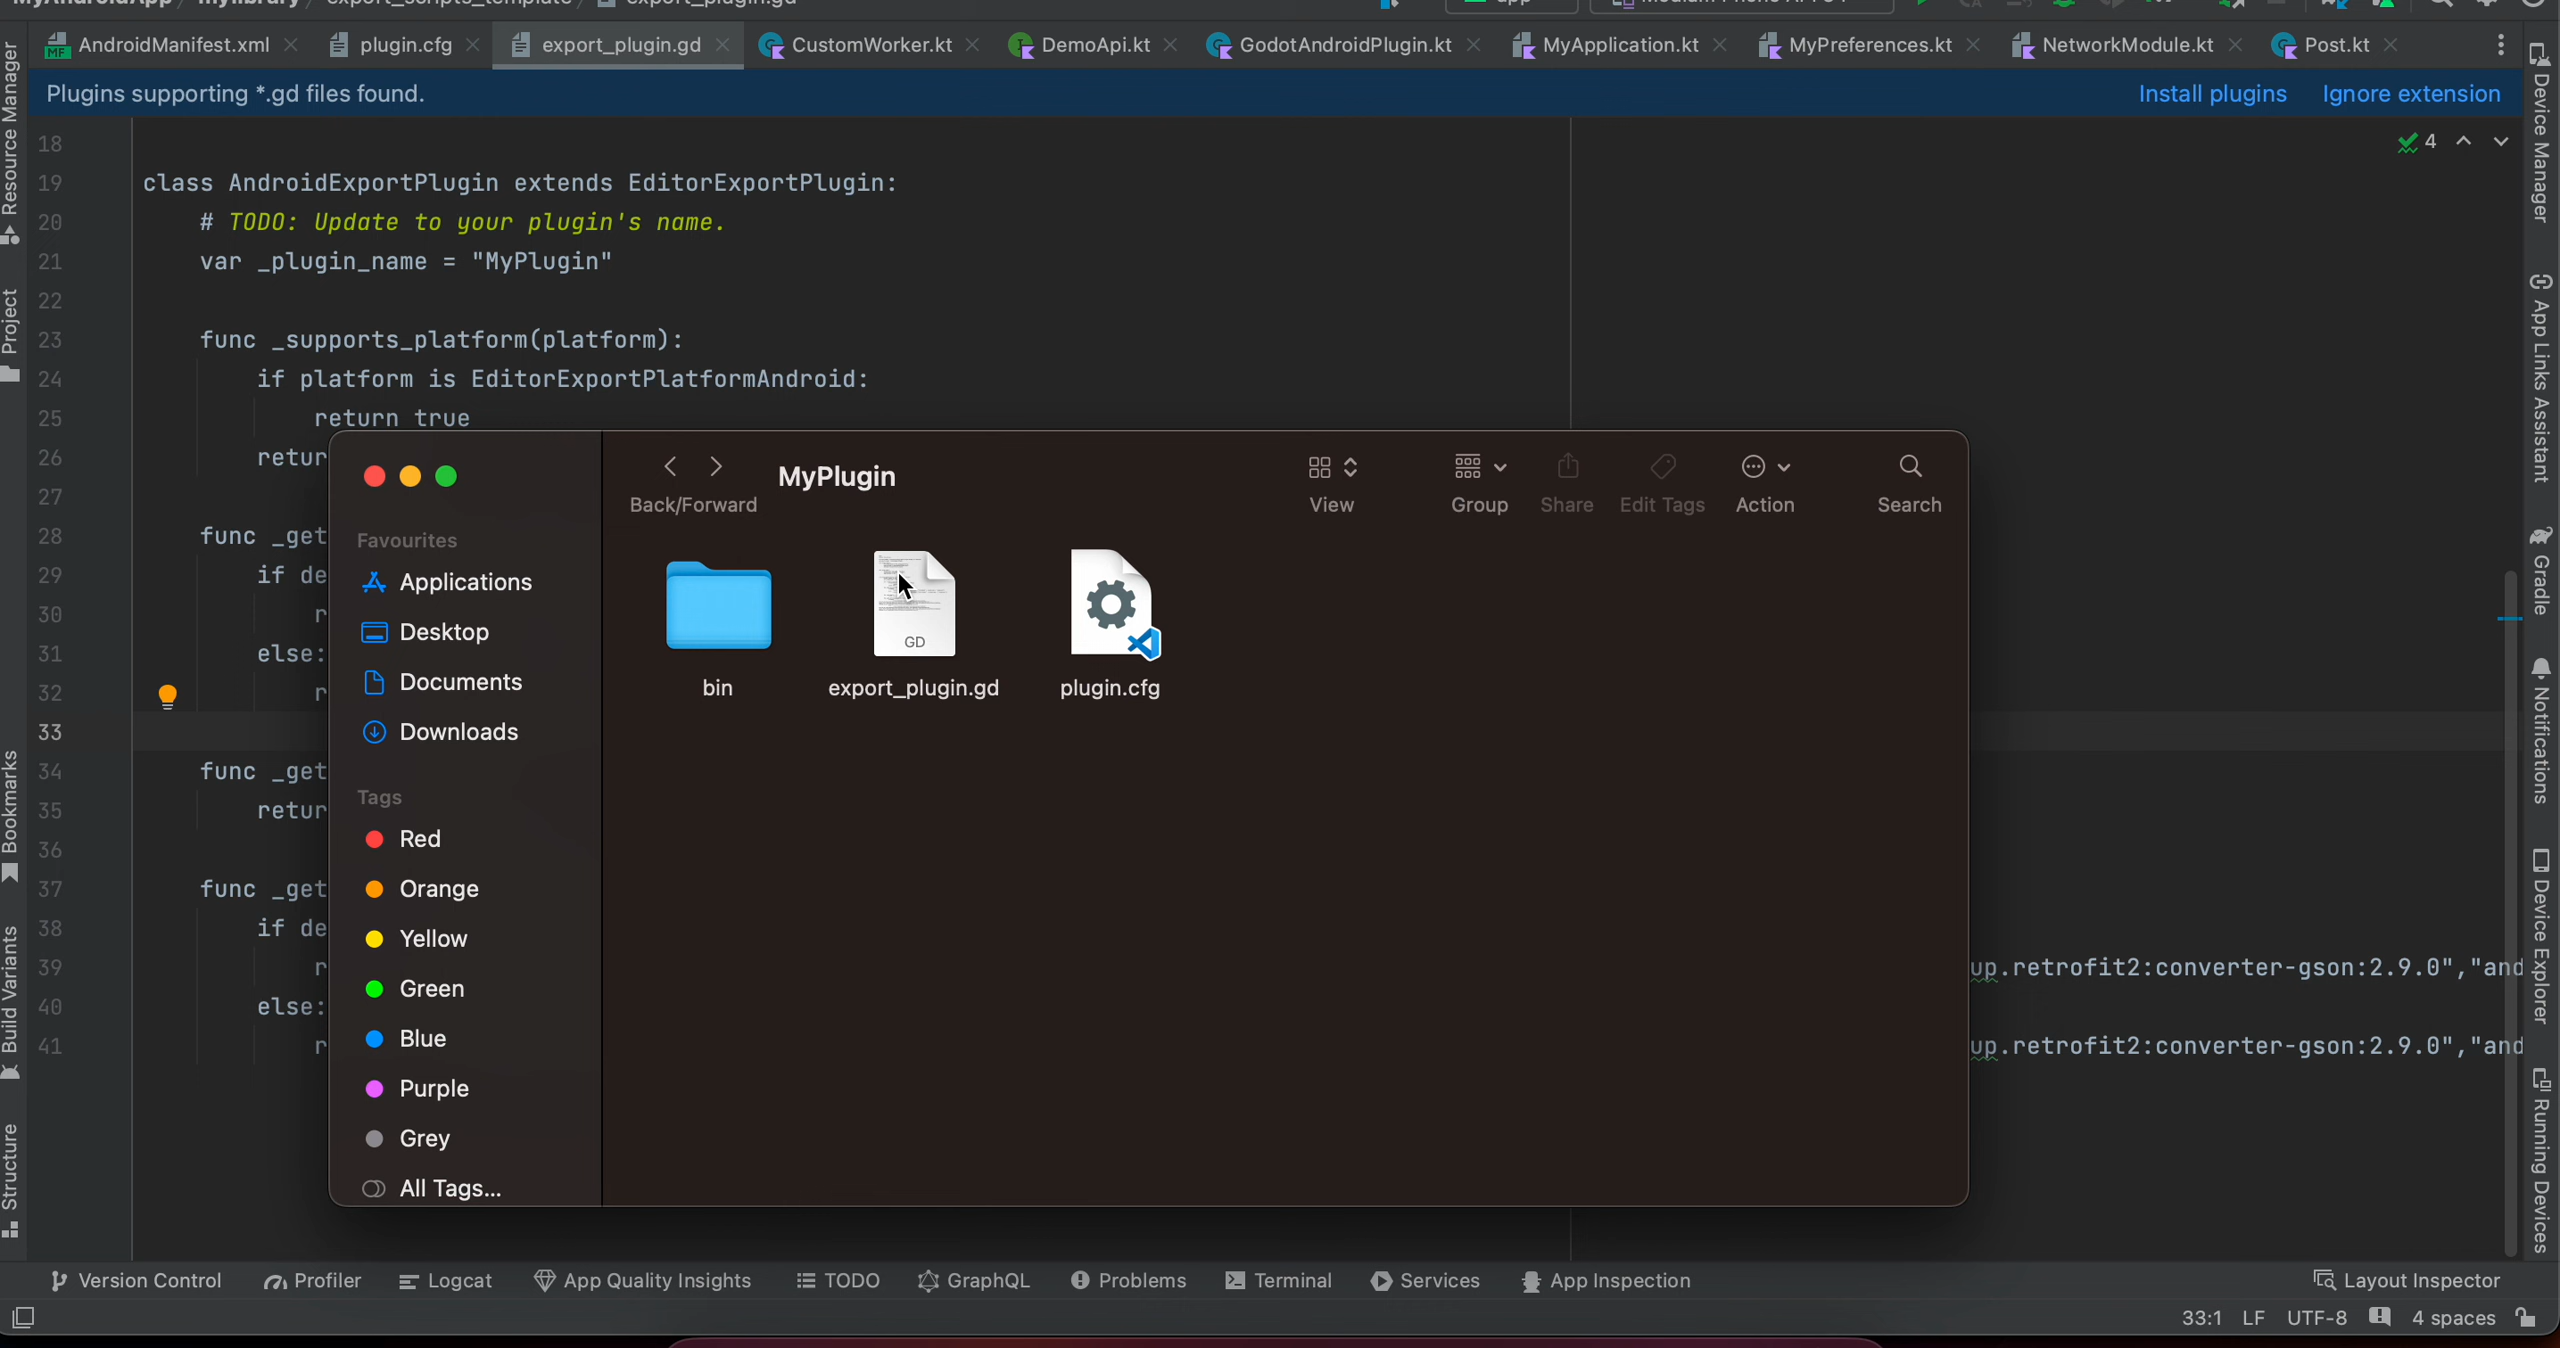 MyAndroidApp / mylibrary / export_scripts_template / export_plugin.gd
app
AndroidManifest.xml
plugin.cfg
export_plugin.gd
CustomWorker.kt
DemoApi.kt
GodotAndroidPlugin.kt
MyApplication.kt
MyPreferences.kt
NetworkModule.kt
Post.kt
Plugins supporting *.gd files found.
Install plugins
Ignore extension
4
18
19 class AndroidExportPlugin extends EditorExportPlugin:
20 # TODO: Update to your plugin's name.
21 var _plugin_name = "MyPlugin"
22
23 func _supports_platform(platform):
24 if platform is EditorExportPlatformAndroid:
25 return true
26 retur
27
28 func _get
29 if de
30 r
31 else:
32 r
33
34 func _get
35 retur
36
37 func _get
38 if de
39 r up.retrofit2:converter-gson:2.9.0","and
40 else:
41 r up.retrofit2:converter-gson:2.9.0","and
Back/Forward
MyPlugin
View
Group
Share
Edit Tags
Action
Search
Favourites
Applications
Desktop
Documents
Downloads
Tags
Red
Orange
Yellow
Green
Blue
Purple
Grey
All Tags...
bin
GD
export_plugin.gd
plugin.cfg
Resource Manager
Project
Bookmarks
Build Variants
Structure
Device Manager
App Links Assistant
Gradle
Notifications
Device Explorer
Running Devices
Version Control
Profiler
Logcat
App Quality Insights
TODO
GraphQL
Problems
Terminal
Services
App Inspection
Layout Inspector
33:1
LF
UTF-8
4 spaces